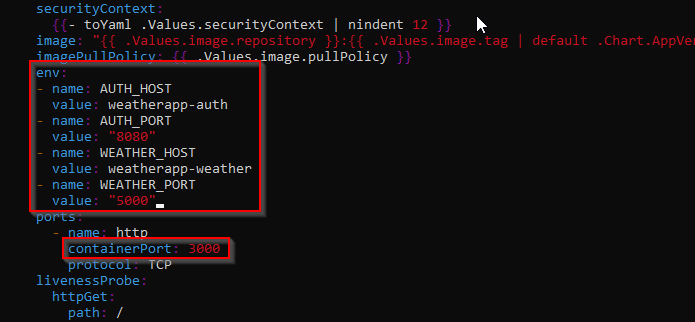 securityContext:
{{- toYaml .Values.securityContext | nindent 12 }}
image: "{{ .Values.image.repository }}:{{ .Values.image.tag | default .Chart.AppVer
imagePullPolicy: {{ .Values.image.pullPolicy }}
env:
- name: AUTH_HOST
value: weatherapp-auth
- name: AUTH_PORT
value: "8080"
- name: WEATHER_HOST
value: weatherapp-weather
- name: WEATHER_PORT
value: "5000"
ports:
- name: http
containerPort: 3000
protocol: TCP
livenessProbe:
httpGet:
path: /